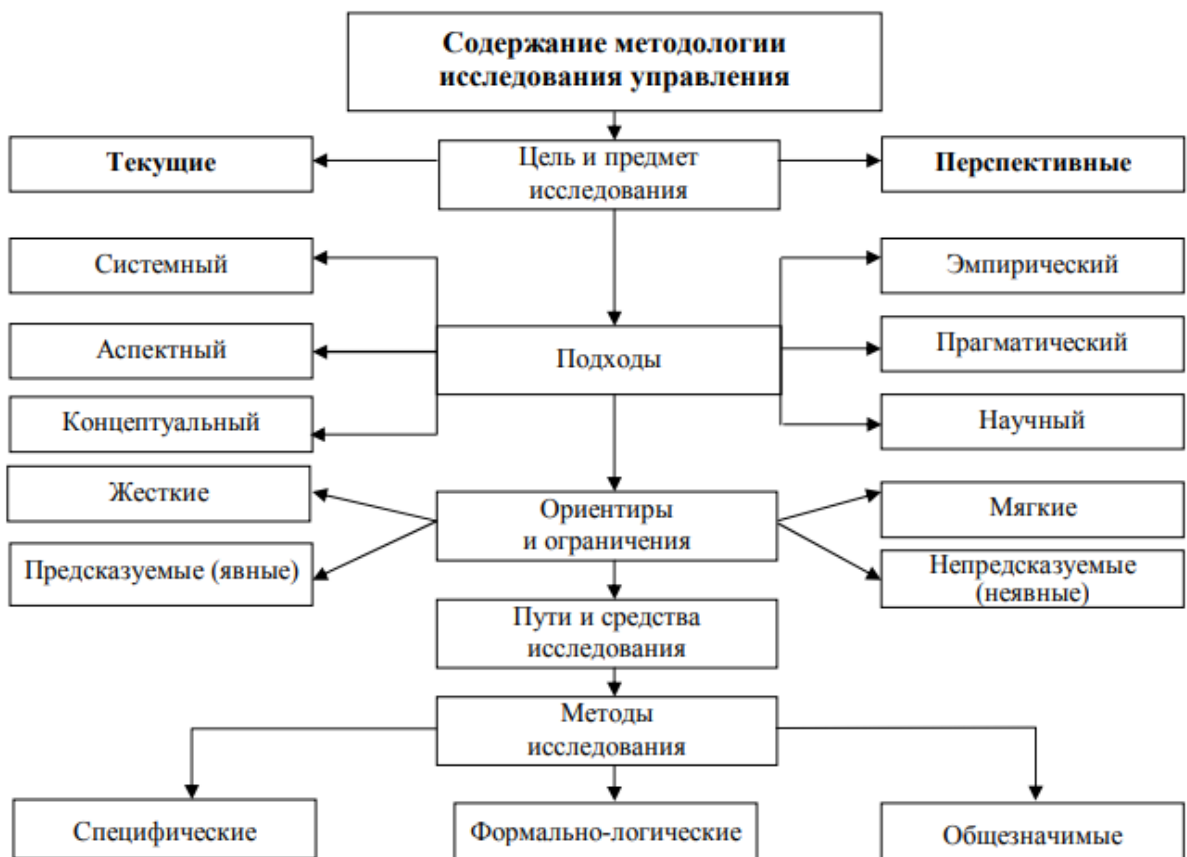 Содержание методологии
исследования управления
Текущие
Цель и предмет
исследования
Перспективные
Системный
Эмпирический
Аспектный
Подходы
Прагматический
Концептуальный
Научный
Жесткие
Ориентиры
и ограничения
Мягкие
Предсказуемые (явные)
Непредсказуемые
(неявные)
Пути и средства
исследования
Методы
исследования
Специфические
Формально-логические
Общезначимые